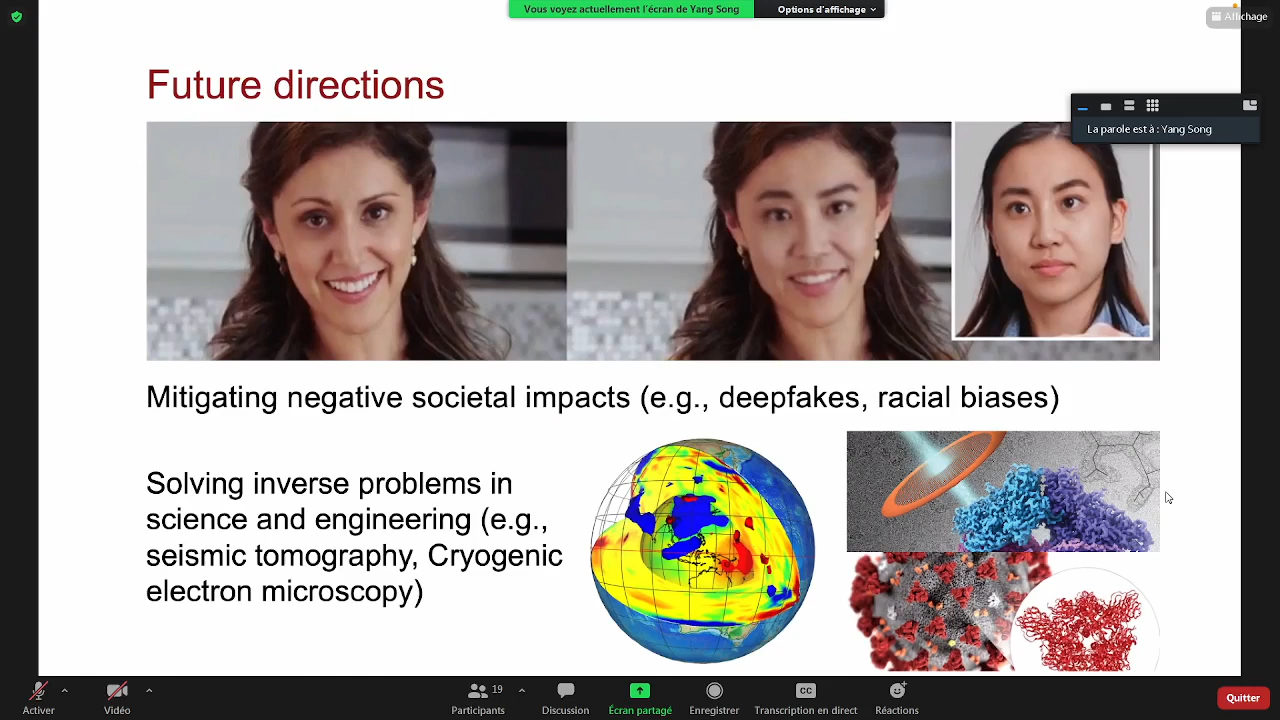 Vous voyez actuellement l'écran de Yang Song
Options d'affichage
Affichage
Future directions
La parole est à : Yang Song
Mitigating negative societal impacts (e.g., deepfakes, racial biases)
Solving inverse problems in
science and engineering (e.g.,
seismic tomography, Cryogenic
electron microscopy)
19
CC
Activer
Vidéo
Participants
Discussion
Écran partagé
Enregistrer
Transcription en direct
Réactions
Quitter